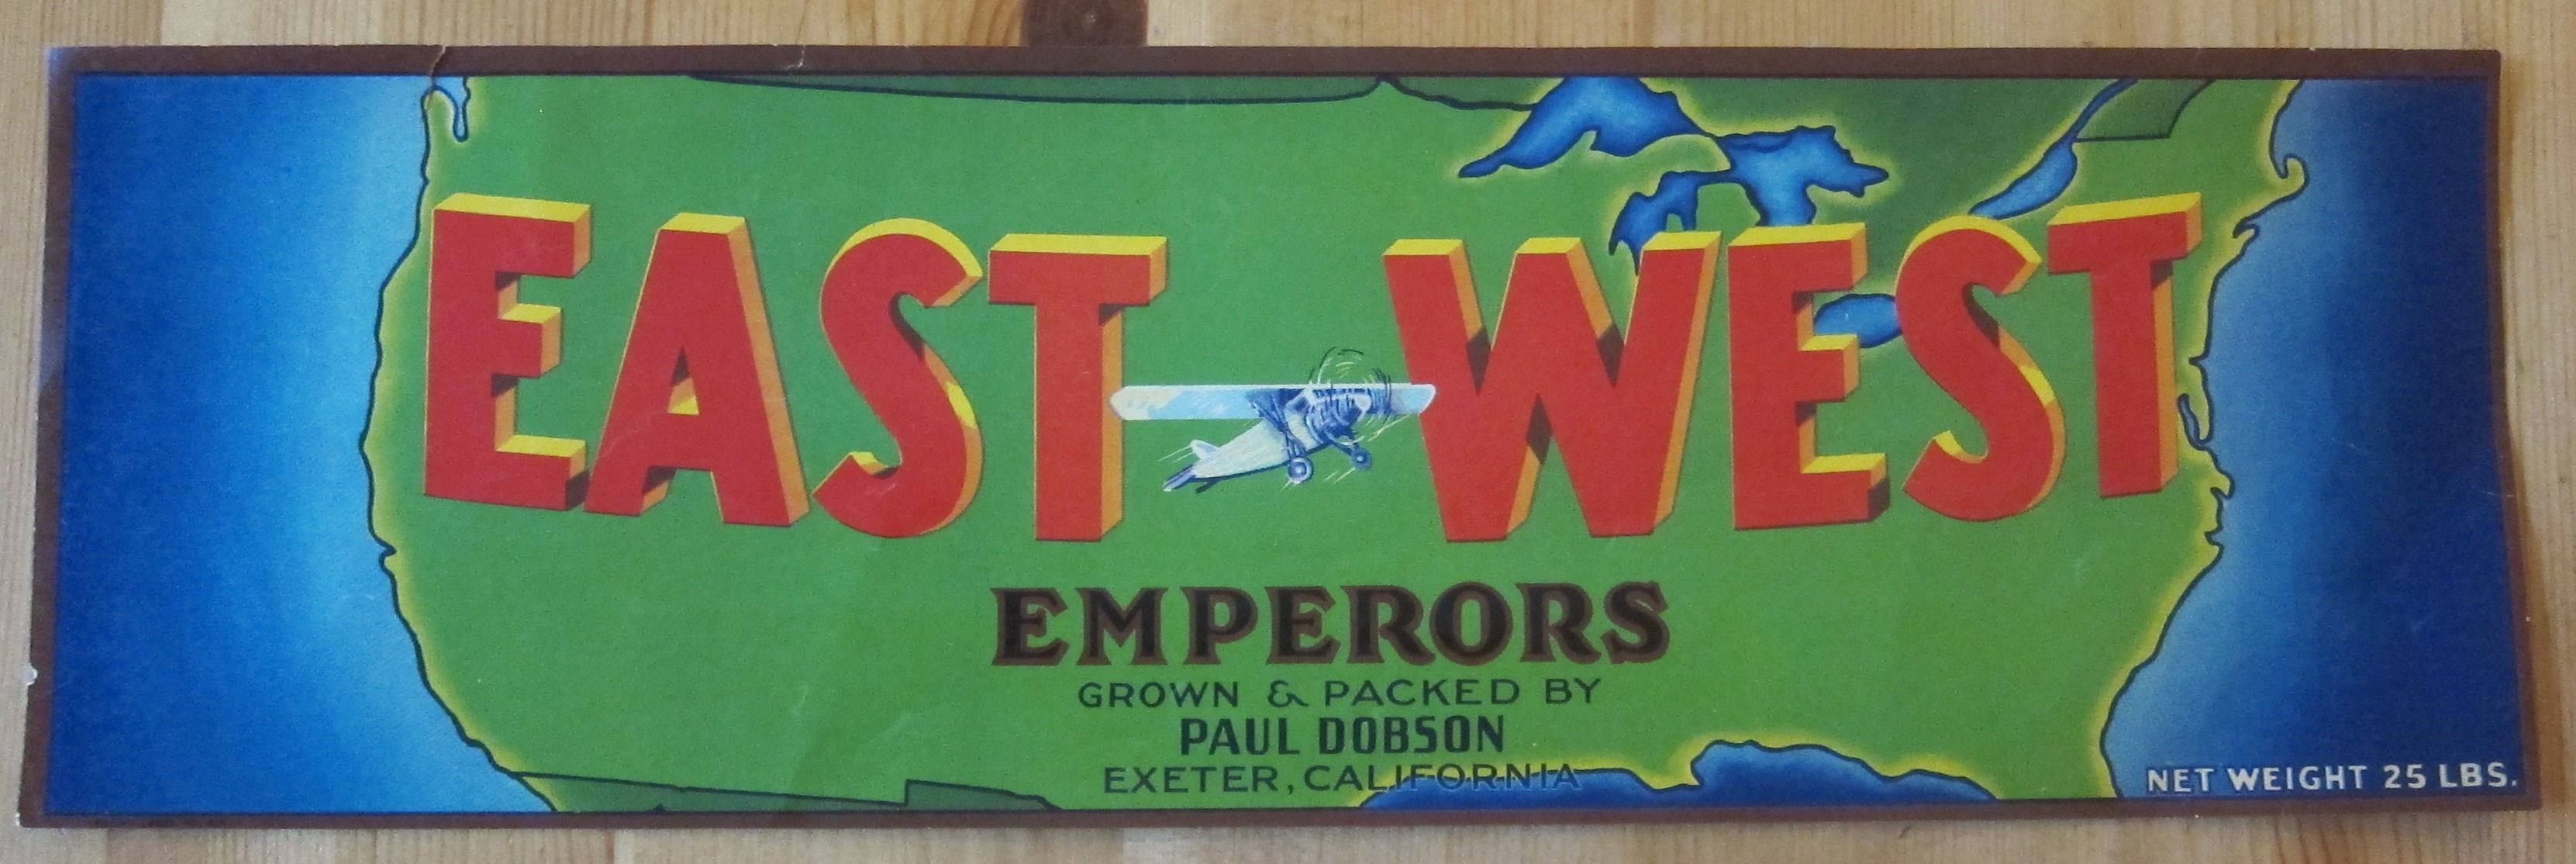 EAST WEST
EMPERORS
GROWN & PACKED BY
PAUL DOBSON
EXETER, CALIFORNIA
NET WEIGHT 25 LBS.